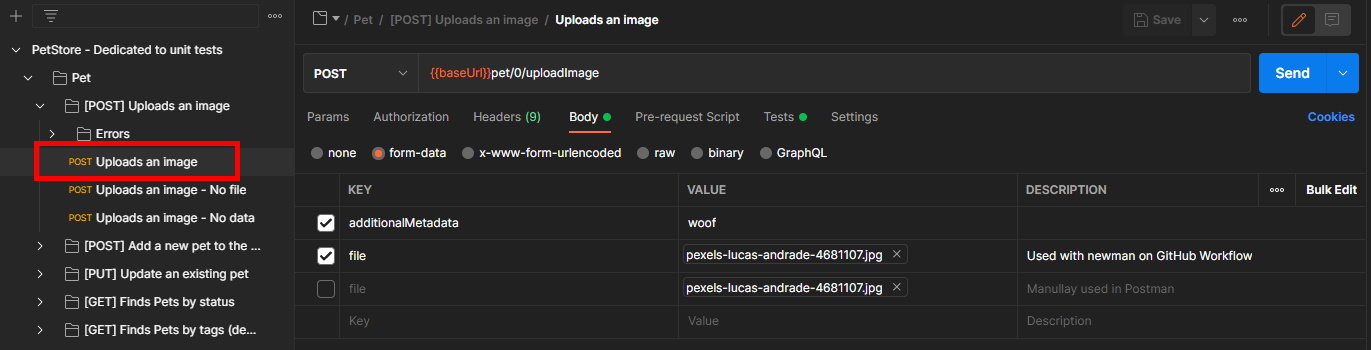 PetStore - Dedicated to unit tests
Pet
[POST] Uploads an image
Errors
POST Uploads an image
POST Uploads an image - No file
POST Uploads an image - No data
[POST] Add a new pet to the ...
[PUT] Update an existing pet
[GET] Finds Pets by status
[GET] Finds Pets by tags (de...
/ Pet / [POST] Uploads an image / Uploads an image
Save
POST
{{baseUrl}}pet/0/uploadImage
Send
Params Authorization Headers (9) Body Pre-request Script Tests Settings
Cookies
none form-data x-www-form-urlencoded raw binary GraphQL
KEY VALUE DESCRIPTION Bulk Edit
additionalMetadata woof
file pexels-lucas-andrade-4681107.jpg Used with newman on GitHub Workflow
file pexels-lucas-andrade-4681107.jpg Manullay used in Postman
Key Value Description